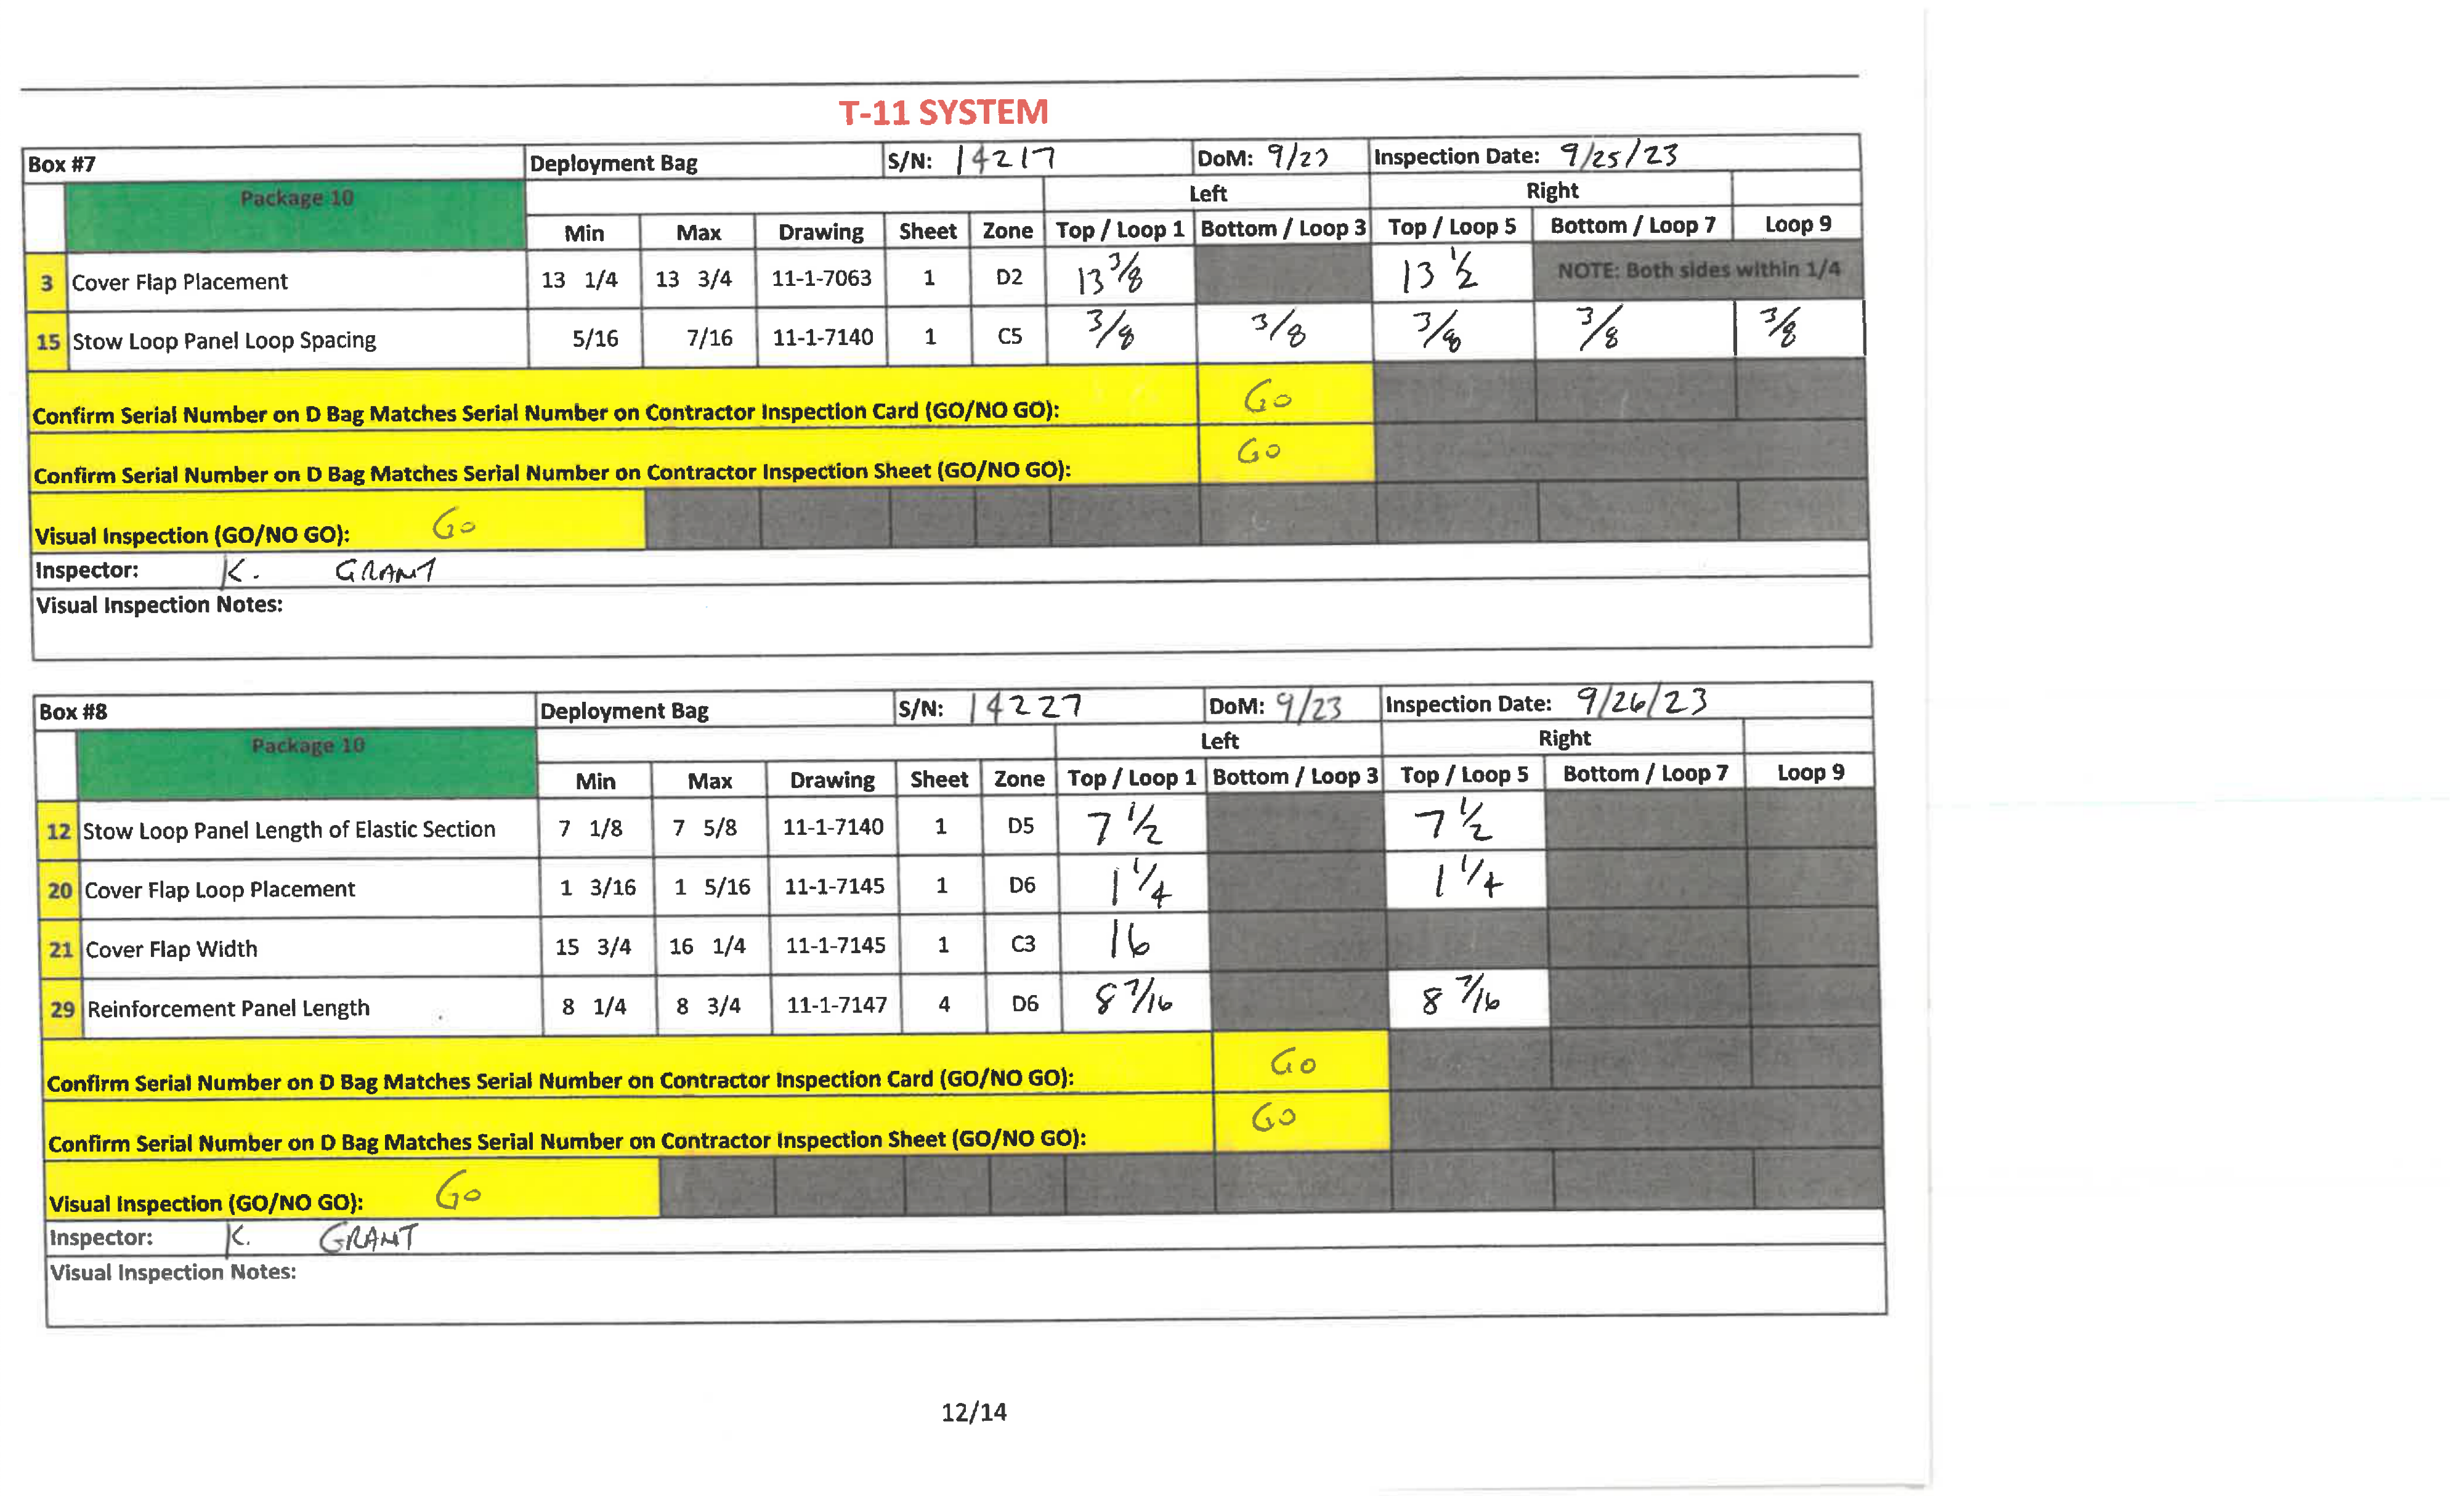 T-11 SYSTEM
Box #7 Deployment Bag S/N: 14217 DoM: 9/23 Inspection Date: 9/25/23
Package 10 Left Right
Min Max Drawing Sheet Zone Top / Loop 1 Bottom / Loop 3 Top / Loop 5 Bottom / Loop 7 Loop 9
3 Cover Flap Placement 13 1/4 13 3/4 11-1-7063 1 D2 13 3/8 13 1/2 NOTE: Both sides within 1/4
15 Stow Loop Panel Loop Spacing 5/16 7/16 11-1-7140 1 C5 3/8 3/8 3/8 3/8 3/8
Confirm Serial Number on D Bag Matches Serial Number on Contractor Inspection Card (GO/NO GO): Go
Confirm Serial Number on D Bag Matches Serial Number on Contractor Inspection Sheet (GO/NO GO): Go
Visual Inspection (GO/NO GO): Go
Inspector: K. GRANT
Visual Inspection Notes:
Box #8 Deployment Bag S/N: 14227 DoM: 9/23 Inspection Date: 9/26/23
Package 10 Left Right
Min Max Drawing Sheet Zone Top / Loop 1 Bottom / Loop 3 Top / Loop 5 Bottom / Loop 7 Loop 9
12 Stow Loop Panel Length of Elastic Section 7 1/8 7 5/8 11-1-7140 1 D5 7 1/2 7 1/2
20 Cover Flap Loop Placement 1 3/16 1 5/16 11-1-7145 1 D6 1 1/4 1 1/4
21 Cover Flap Width 15 3/4 16 1/4 11-1-7145 1 C3 16
29 Reinforcement Panel Length 8 1/4 8 3/4 11-1-7147 4 D6 8 7/16 8 7/16
Confirm Serial Number on D Bag Matches Serial Number on Contractor Inspection Card (GO/NO GO): Go
Confirm Serial Number on D Bag Matches Serial Number on Contractor Inspection Sheet (GO/NO GO): Go
Visual Inspection (GO/NO GO): Go
Inspector: K. GRANT
Visual Inspection Notes:
12/14